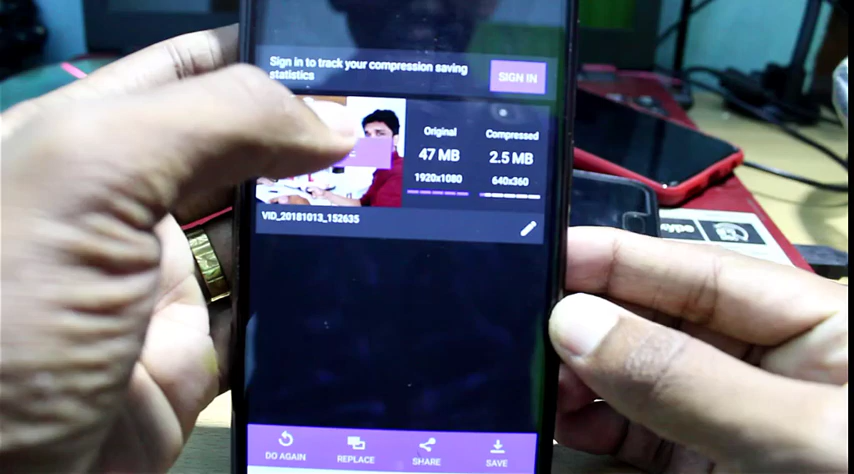 Sign in to track your compression saving
statistics
SIGN IN
Original
Compressed
47 MB
2.5 MB
1920x1080
640x360
VID_20181013_152635
DO AGAIN
REPLACE
SHARE
SAVE